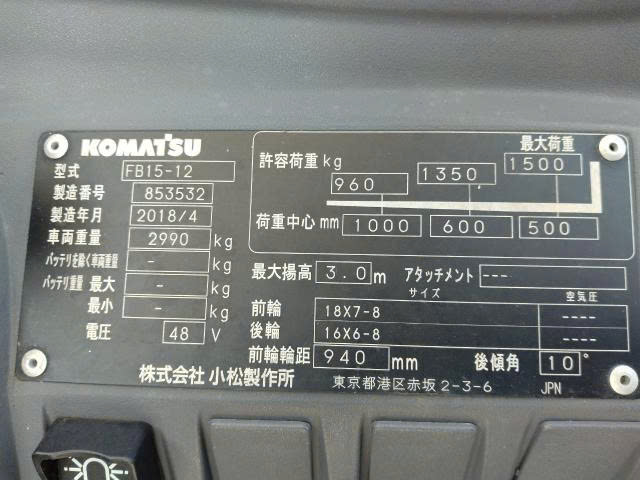 KOMATSU
型式 FB15-12
製造番号 853532
製造年月 2018/4
車両重量 2990 kg
バッテリを除く車両重量 - kg
バッテリ重量 最大 - kg
最小 - kg
電圧 48 V
最大荷重
許容荷重 kg 960 1350 1500
荷重中心 mm 1000 600 500
最大揚高 3.0 m アタッチメント ---
サイズ 空気圧
前輪 18X7-8 ----
後輪 16X6-8 ----
前輪輪距 940 mm 後傾角 10°
株式会社 小松製作所 東京都港区赤坂2-3-6 JPN